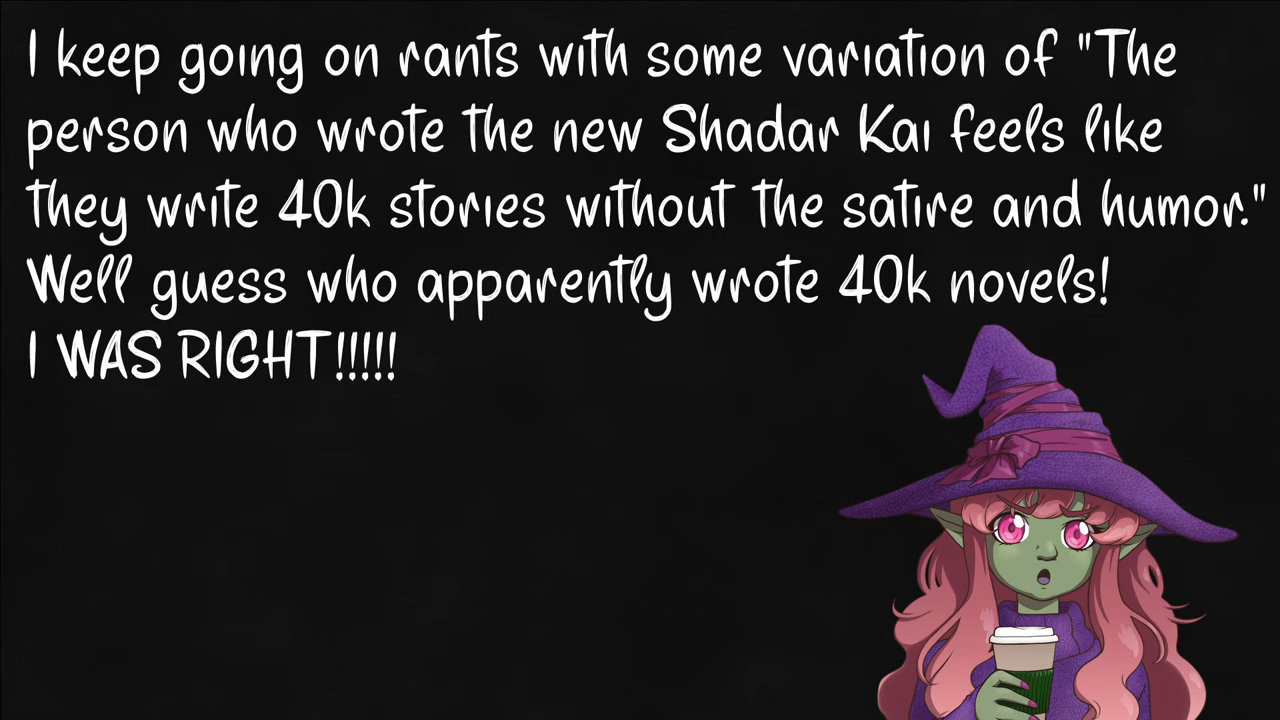 I keep going on rants with some variation of "The
person who wrote the new Shadar Kai feels like
they write 40k stories without the satire and humor."
Well guess who apparently wrote 40k novels!
I WAS RIGHT!!!!!